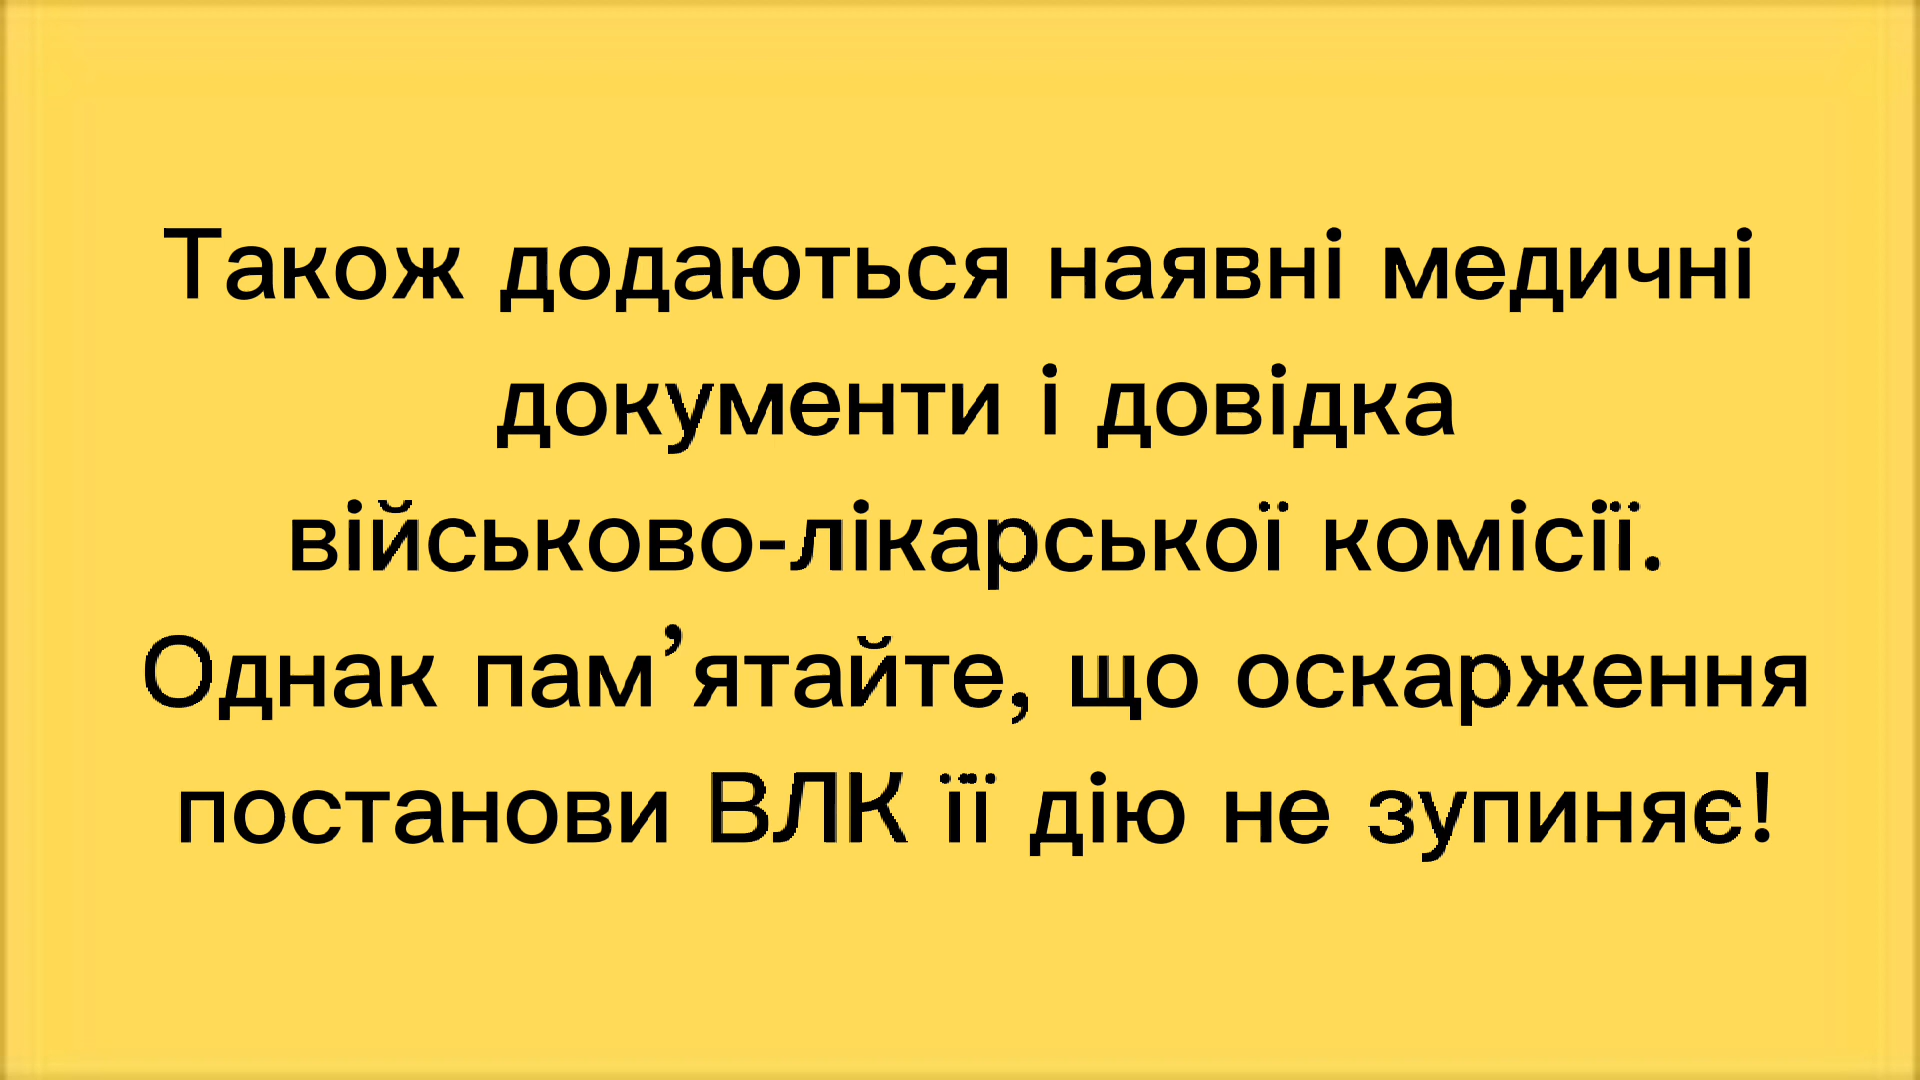 Також додаються наявні медичні
документи і довідка
військово-лікарської комісії.
Однак пам’ятайте, що оскарження
постанови ВЛК її дію не зупиняє!